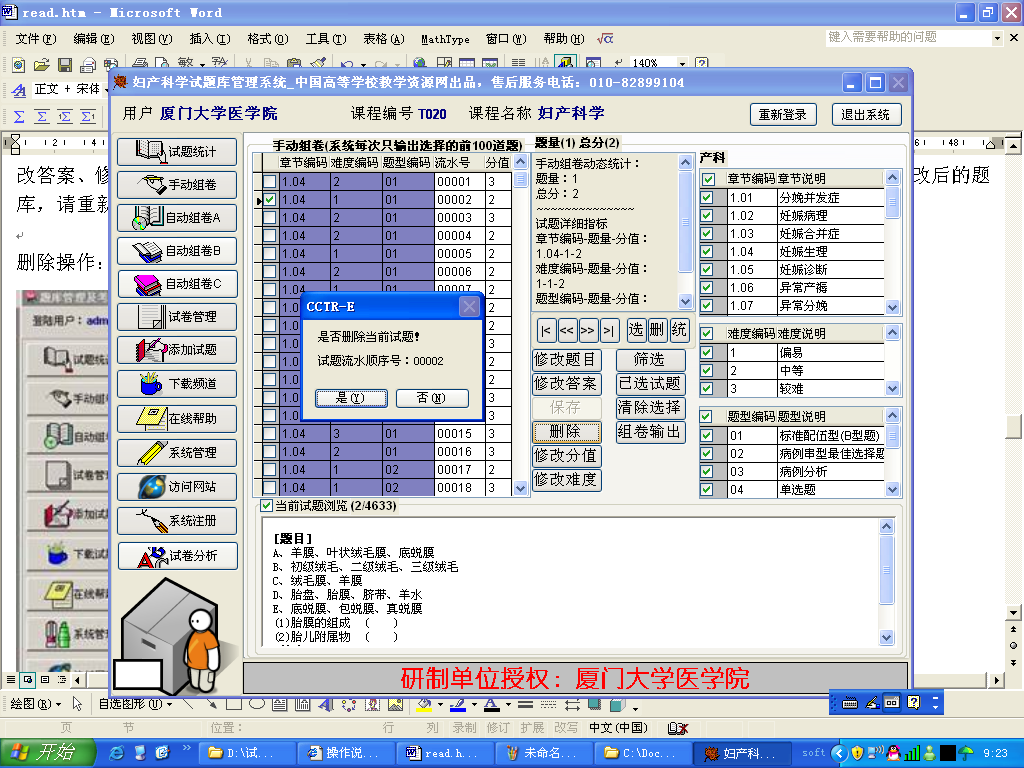 read.htm - Microsoft Word
文件(F) 编辑(E) 视图(V) 插入(I) 格式(O) 工具(T) 表格(A) MathType 窗口(W) 帮助(H) √α
键入需要帮助的问题
140%
正文 + 宋体
妇产科学试题库管理系统_中国高等学校教学资源网出品，售后服务电话：010-82899104
用户 厦门大学医学院 课程编号 T020 课程名称 妇产科学
重新登录 退出系统
试题统计
手动组卷
自动组卷A
自动组卷B
自动组卷C
试卷管理
添加试题
下载频道
在线帮助
系统管理
访问网站
系统注册
试卷分析
手动组卷(系统每次只输出选择的前100道题)
章节编码 难度编码 题型编码 流水号 分值
1.04 2 01 00001 3
1.04 1 01 00002 2
1.04 2 01 00003 3
1.04 2 01 00004 2
1.04 1 01 00005 2
1.04 2 01 00006 2
1.04 1 01 00007 2
1.04 3 01 00015 3
1.04 2 01 00016 3
1.04 1 02 00017 2
1.04 1 02 00018 3
题量(1) 总分(2)
手动组卷动态统计：
题量：1
总分：2
~~~~~~~~~~~~~~~~
试题详细指标
章节编码-题量-分值：
1.04-1-2
难度编码-题量-分值：
1-1-2
题型编码-题量-分值：
|< << >> >| 选 删 统
修改题目 筛选
修改答案 已选试题
保存 清除选择
删除 组卷输出
修改分值
修改难度
产科
章节编码 章节说明
1.01 分娩并发症
1.02 妊娠病理
1.03 妊娠合并症
1.04 妊娠生理
1.05 妊娠诊断
1.06 异常产褥
1.07 异常分娩
难度编码 难度说明
1 偏易
2 中等
3 较难
题型编码 题型说明
01 标准配伍型(B型题)
02 病例串型最佳选择题
03 病例分析
04 单选题
CCTR-E
是否删除当前试题!
试题流水顺序号：00002
是(Y) 否(N)
当前试题浏览 (2/4633)
[题目]
A、羊膜、叶状绒毛膜、底蜕膜
B、初级绒毛、二级绒毛、三级绒毛
C、绒毛膜、羊膜
D、胎盘、胎膜、脐带、羊水
E、底蜕膜、包蜕膜、真蜕膜
(1)胎膜的组成 （ ）
(2)胎儿附属物 （ ）
研制单位授权：厦门大学医学院
改答案、修
改后的题
库，请重新
删除操作：
题库管理及考
登陆用户：adm
试题统
手动组
自动组
试卷管
添加试
下载试
在线帮
系统管
绘图(R) 自选图形(U)
页 节 位置： 行 列 录制 修订 扩展 改写 中文(中国)
开始
D:\试...
操作说...
read.h...
未命名...
C:\Doc...
妇产科...
soft
9:23